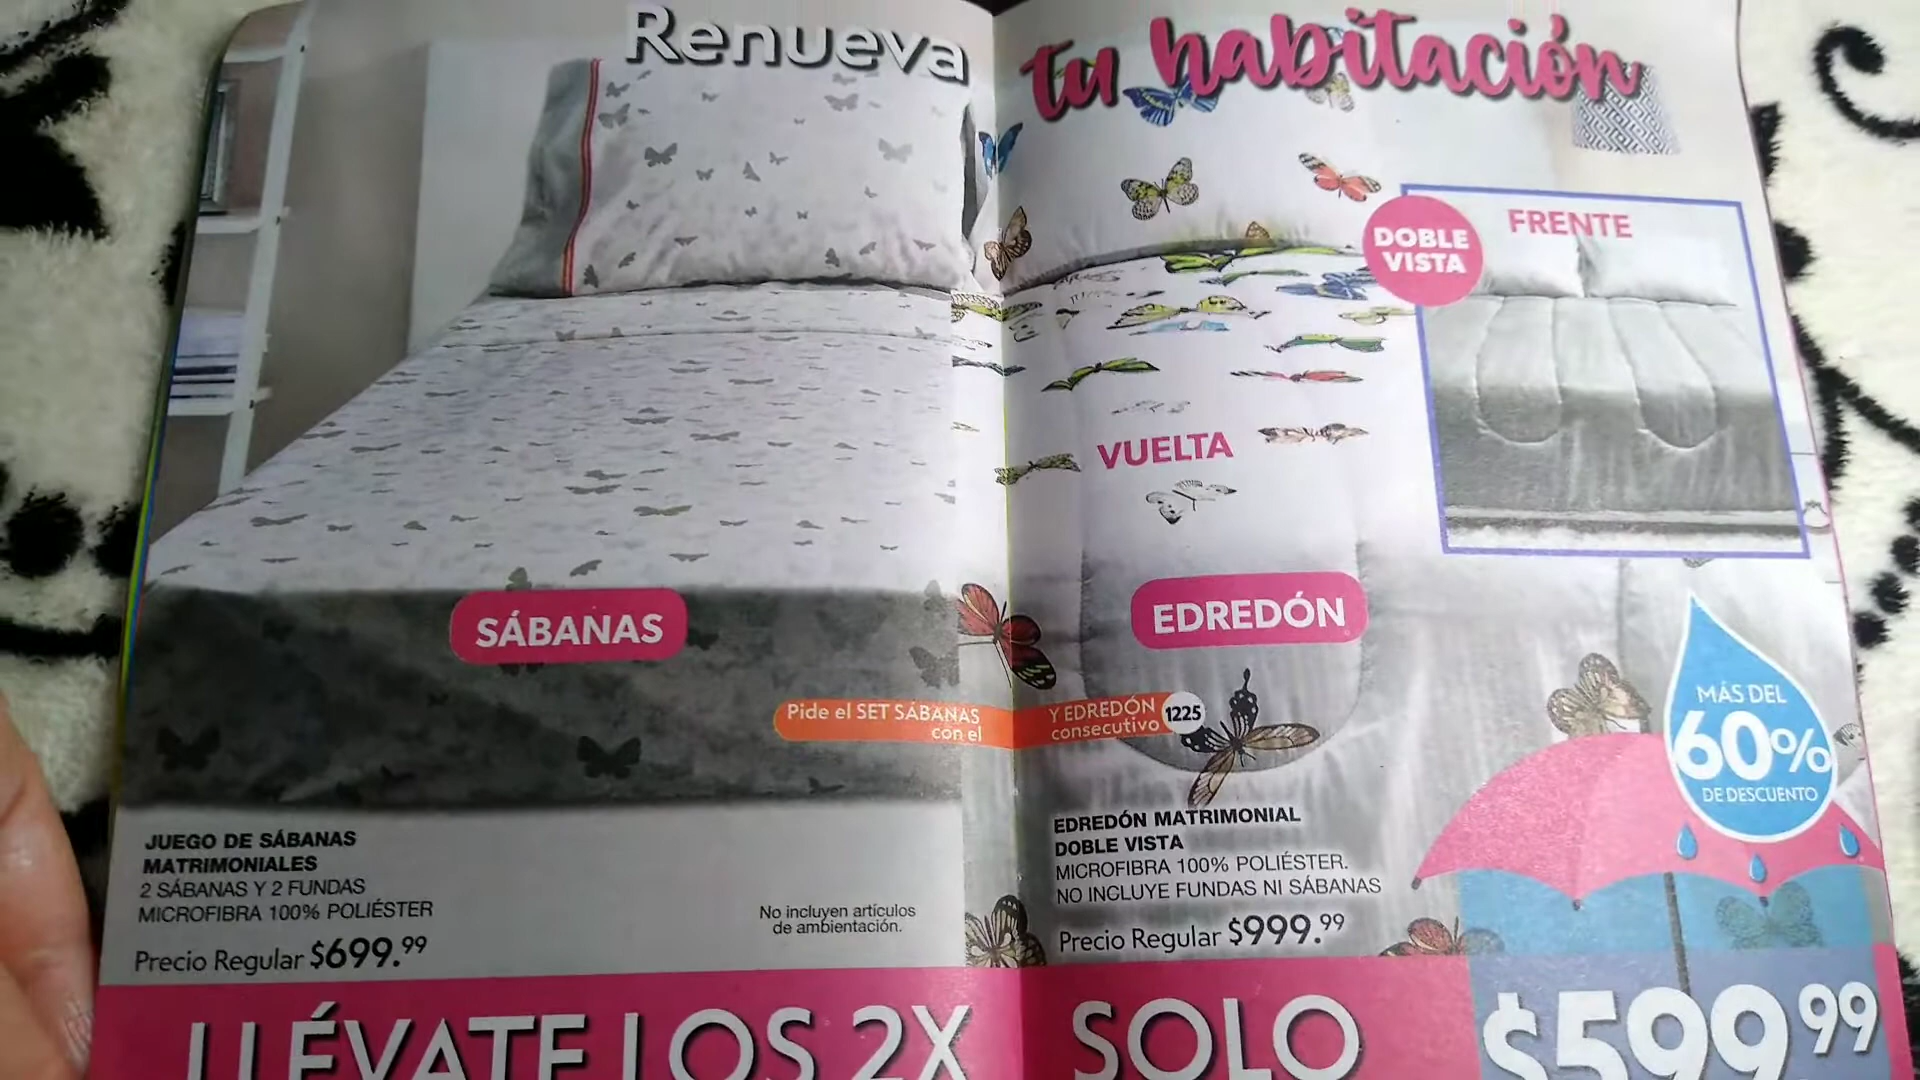 Renueva tu habitación
DOBLE
VISTA
FRENTE
VUELTA
SÁBANAS
EDREDÓN
Pide el SET SÁBANAS
con el
Y EDREDÓN
consecutivo
1225
MÁS DEL
60%
DE DESCUENTO
JUEGO DE SÁBANAS
MATRIMONIALES
2 SÁBANAS Y 2 FUNDAS
MICROFIBRA 100% POLIÉSTER
Precio Regular $699.99
No incluyen artículos
de ambientación.
EDREDÓN MATRIMONIAL
DOBLE VISTA
MICROFIBRA 100% POLIÉSTER.
NO INCLUYE FUNDAS NI SÁBANAS
Precio Regular $999.99
LLÉVATE LOS 2X SOLO $599.99